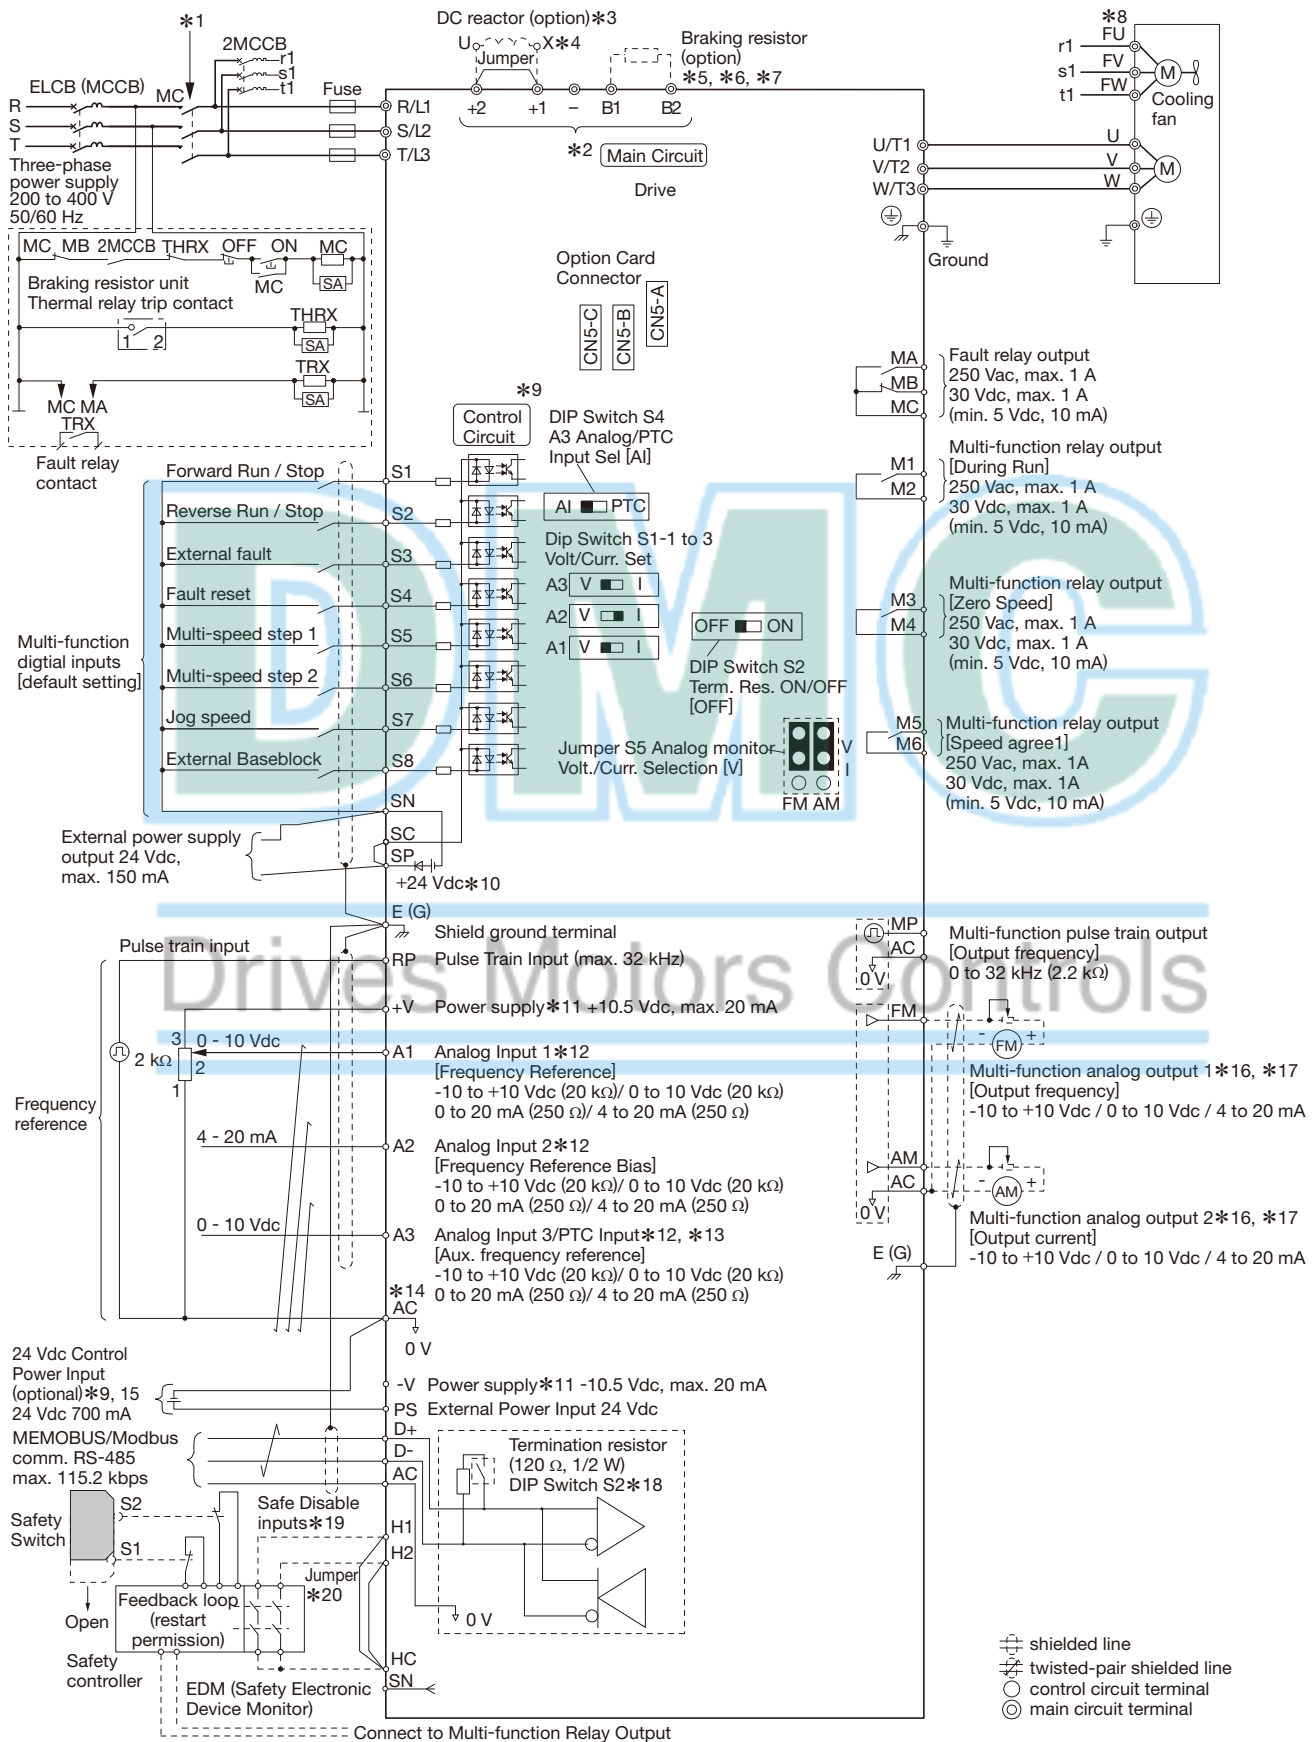 *1
DC reactor (option)*3
U X*4
Jumper
Braking resistor
(option)
*5, *6, *7
*8
FU
FV
FW
r1
s1
t1
M
Cooling
fan
2MCCB
r1
s1
t1
ELCB (MCCB)
MC
Fuse
R
S
T
R/L1
S/L2
T/L3
+2 +1 – B1 B2
*2 Main Circuit
Drive
Three-phase
power supply
200 to 400 V
50/60 Hz
U/T1
V/T2
W/T3
U
V
W
M
Ground
MC MB 2MCCB THRX OFF ON MC
SA
MC
Braking resistor unit
Thermal relay trip contact
1 2
THRX
SA
TRX
SA
MC MA
TRX
Fault relay
contact
Option Card
Connector
CN5-C
CN5-B
CN5-A
MA
MB
MC
Fault relay output
250 Vac, max. 1 A
30 Vdc, max. 1 A
(min. 5 Vdc, 10 mA)
*9
Control
Circuit
DIP Switch S4
A3 Analog/PTC
Input Sel [AI]
AI PTC
Dip Switch S1-1 to 3
Volt/Curr. Set
A3 V I
A2 V I
A1 V I
OFF ON
DIP Switch S2
Term. Res. ON/OFF
[OFF]
Jumper S5 Analog monitor
Volt./Curr. Selection [V]
V
I
FM AM
M1
M2
Multi-function relay output
[During Run]
250 Vac, max. 1 A
30 Vdc, max. 1 A
(min. 5 Vdc, 10 mA)
M3
M4
Multi-function relay output
[Zero Speed]
250 Vac, max. 1 A
30 Vdc, max. 1 A
(min. 5 Vdc, 10 mA)
M5
M6
Multi-function relay output
[Speed agree1]
250 Vac, max. 1A
30 Vdc, max. 1A
(min. 5 Vdc, 10 mA)
Multi-function
digtial inputs
[default setting]
Forward Run / Stop S1
Reverse Run / Stop S2
External fault S3
Fault reset S4
Multi-speed step 1 S5
Multi-speed step 2 S6
Jog speed S7
External Baseblock S8
SN
SC
SP
External power supply
output 24 Vdc,
max. 150 mA
+24 Vdc*10
DMC
Drives Motors Controls
E (G)
Shield ground terminal
Pulse train input
RP Pulse Train Input (max. 32 kHz)
+V Power supply*11 +10.5 Vdc, max. 20 mA
Frequency
reference
2 kΩ
3
2
1
0 - 10 Vdc
A1 Analog Input 1*12
[Frequency Reference]
-10 to +10 Vdc (20 kΩ)/ 0 to 10 Vdc (20 kΩ)
0 to 20 mA (250 Ω)/ 4 to 20 mA (250 Ω)
4 - 20 mA
A2 Analog Input 2*12
[Frequency Reference Bias]
-10 to +10 Vdc (20 kΩ)/ 0 to 10 Vdc (20 kΩ)
0 to 20 mA (250 Ω)/ 4 to 20 mA (250 Ω)
0 - 10 Vdc
A3 Analog Input 3/PTC Input*12, *13
[Aux. frequency reference]
-10 to +10 Vdc (20 kΩ)/ 0 to 10 Vdc (20 kΩ)
0 to 20 mA (250 Ω)/ 4 to 20 mA (250 Ω)
*14
AC
0 V
MP
AC
0 V
Multi-function pulse train output
[Output frequency]
0 to 32 kHz (2.2 kΩ)
FM
- +
FM
Multi-function analog output 1*16, *17
[Output frequency]
-10 to +10 Vdc / 0 to 10 Vdc / 4 to 20 mA
AM
AC
0 V
- +
AM
Multi-function analog output 2*16, *17
[Output current]
-10 to +10 Vdc / 0 to 10 Vdc / 4 to 20 mA
E (G)
24 Vdc Control
Power Input
(optional)*9, 15
24 Vdc 700 mA
-V Power supply*11 -10.5 Vdc, max. 20 mA
PS External Power Input 24 Vdc
MEMOBUS/Modbus
comm. RS-485
max. 115.2 kbps
D+
D-
AC
Termination resistor
(120 Ω, 1/2 W)
DIP Switch S2*18
0 V
Safety
Switch
S2
S1
Open
Safe Disable
inputs*19
H1
H2
Jumper
*20
Feedback loop
(restart
permission)
Safety
controller
HC
SN
EDM (Safety Electronic
Device Monitor)
Connect to Multi-function Relay Output
shielded line
twisted-pair shielded line
control circuit terminal
main circuit terminal